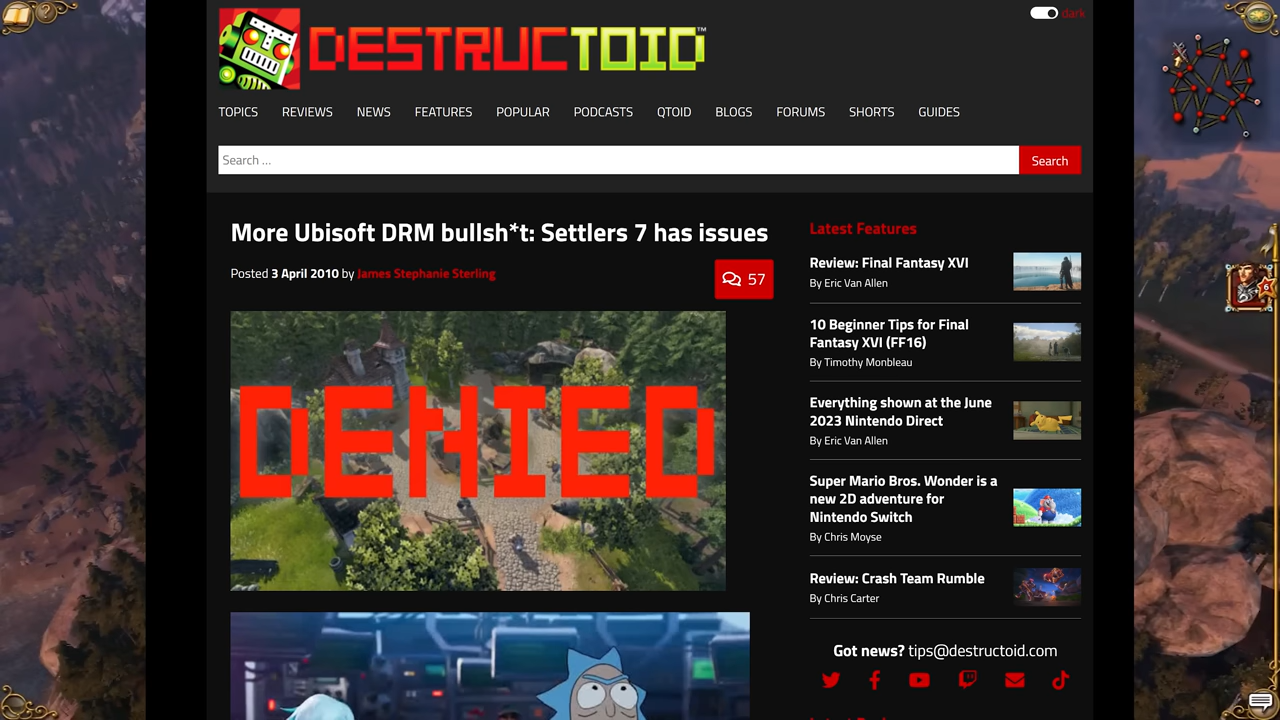 DESTRUCTOID™
dark
TOPICS REVIEWS NEWS FEATURES POPULAR PODCASTS QTOID BLOGS FORUMS SHORTS GUIDES
Search ...
Search
More Ubisoft DRM bullsh*t: Settlers 7 has issues
Posted 3 April 2010 by James Stephanie Sterling
57
DENIED
Latest Features
Review: Final Fantasy XVI
By Eric Van Allen
10 Beginner Tips for Final
Fantasy XVI (FF16)
By Timothy Monbleau
Everything shown at the June
2023 Nintendo Direct
By Eric Van Allen
Super Mario Bros. Wonder is a
new 2D adventure for
Nintendo Switch
By Chris Moyse
Review: Crash Team Rumble
By Chris Carter
Got news? tips@destructoid.com
?
6